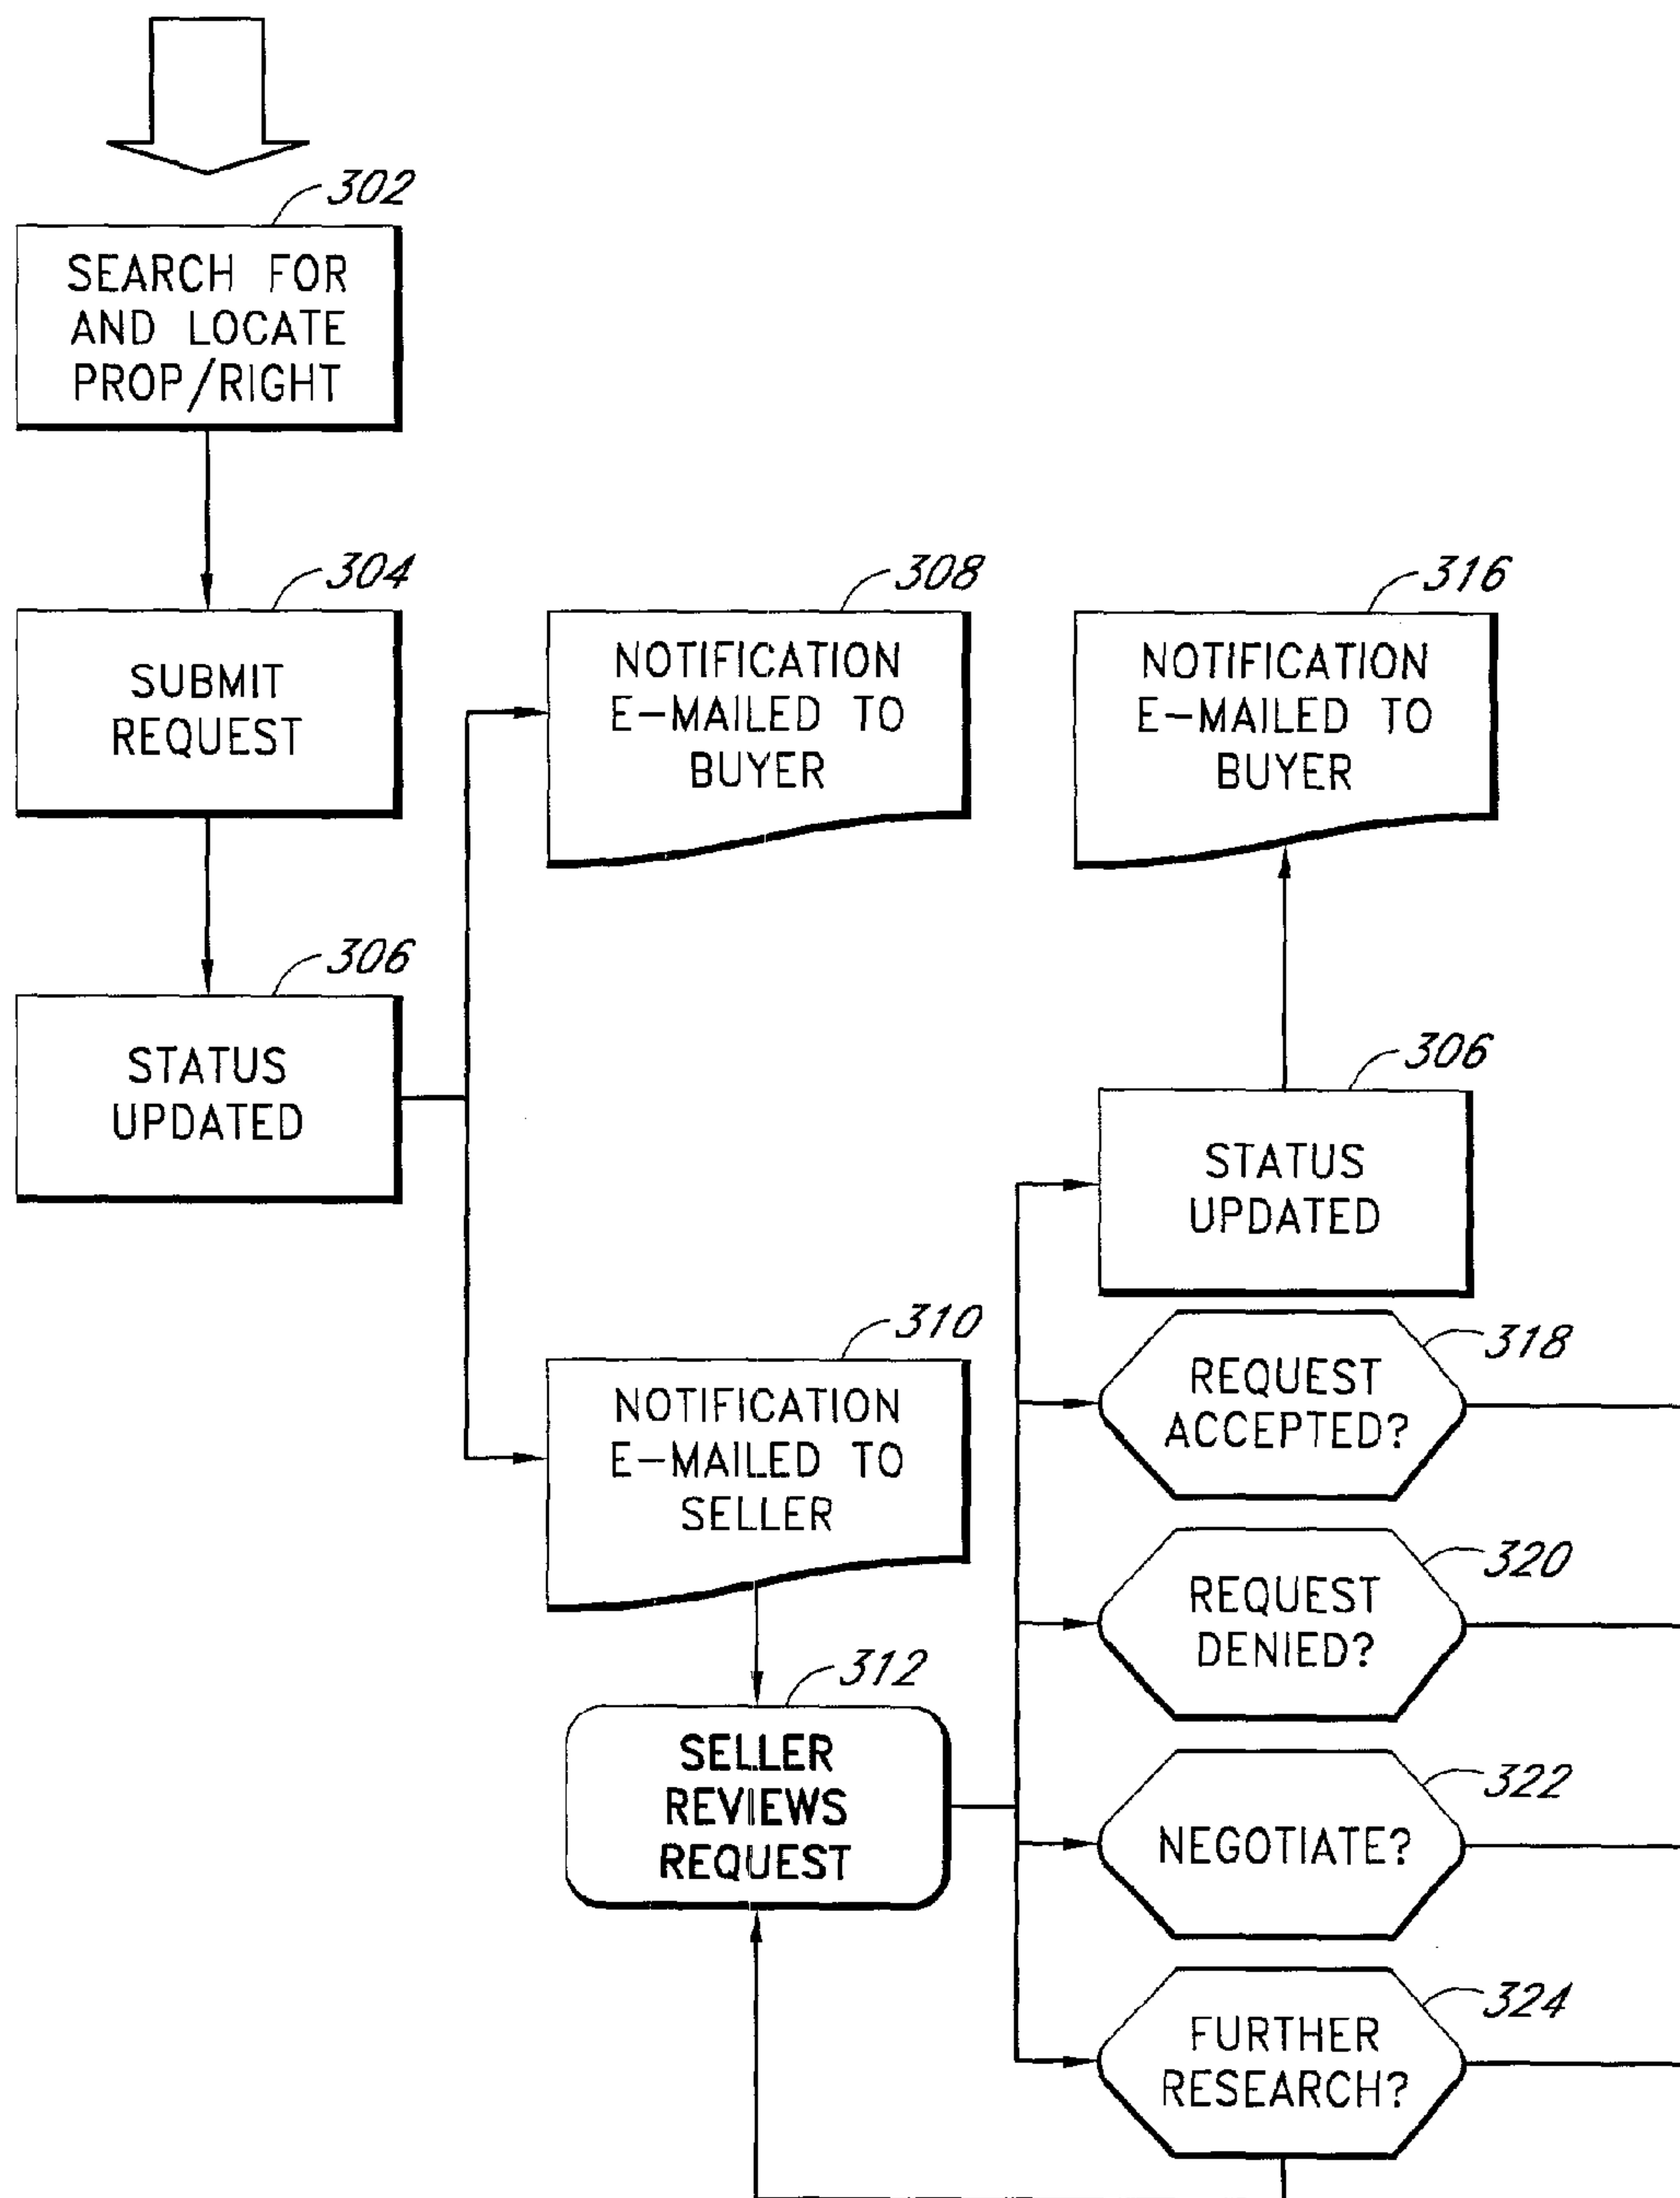 302
SEARCH FOR
AND LOCATE
PROP/RIGHT
304
SUBMIT
REQUEST
306
STATUS
UPDATED
308
NOTIFICATION
E-MAILED TO
BUYER
310
NOTIFICATION
E-MAILED TO
SELLER
312
SELLER
REVIEWS
REQUEST
316
NOTIFICATION
E-MAILED TO
BUYER
306
STATUS
UPDATED
318
REQUEST
ACCEPTED?
320
REQUEST
DENIED?
322
NEGOTIATE?
324
FURTHER
RESEARCH?